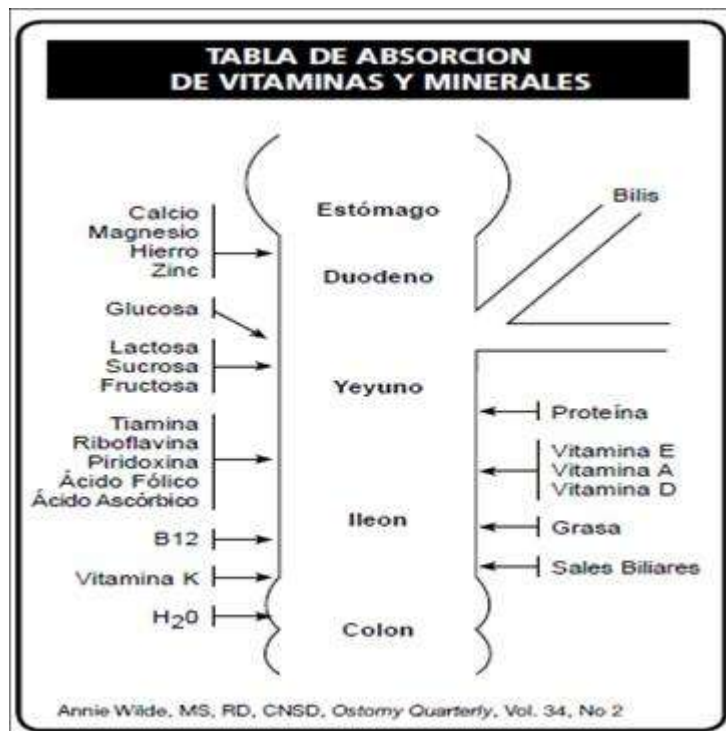 TABLA DE ABSORCION
DE VITAMINAS Y MINERALES
Estómago
Bilis
Calcio
Magnesio
Hierro
Zinc
Duodeno
Glucosa
Lactosa
Sucrosa
Fructosa
Yeyuno
Proteína
Tiamina
Riboflavina
Piridoxina
Ácido Fólico
Ácido Ascórbico
Vitamina E
Vitamina A
Vitamina D
Ileon
Grasa
B12
Sales Biliares
Vitamina K
H20
Colon
Annie Wilde, MS, RD, CNSD, Ostomy Quarterly, Vol. 34, No 2